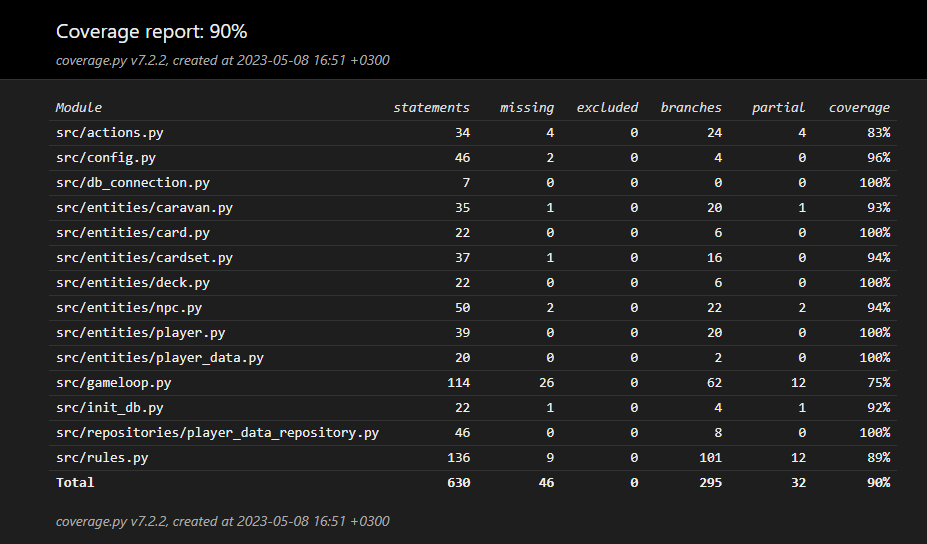 Coverage report: 90%
coverage.py v7.2.2, created at 2023-05-08 16:51 +0300
Module statements missing excluded branches partial coverage
src/actions.py 34 4 0 24 4 83%
src/config.py 46 2 0 4 0 96%
src/db_connection.py 7 0 0 0 0 100%
src/entities/caravan.py 35 1 0 20 1 93%
src/entities/card.py 22 0 0 6 0 100%
src/entities/cardset.py 37 1 0 16 0 94%
src/entities/deck.py 22 0 0 6 0 100%
src/entities/npc.py 50 2 0 22 2 94%
src/entities/player.py 39 0 0 20 0 100%
src/entities/player_data.py 20 0 0 2 0 100%
src/gameloop.py 114 26 0 62 12 75%
src/init_db.py 22 1 0 4 1 92%
src/repositories/player_data_repository.py 46 0 0 8 0 100%
src/rules.py 136 9 0 101 12 89%
Total 630 46 0 295 32 90%
coverage.py v7.2.2, created at 2023-05-08 16:51 +0300